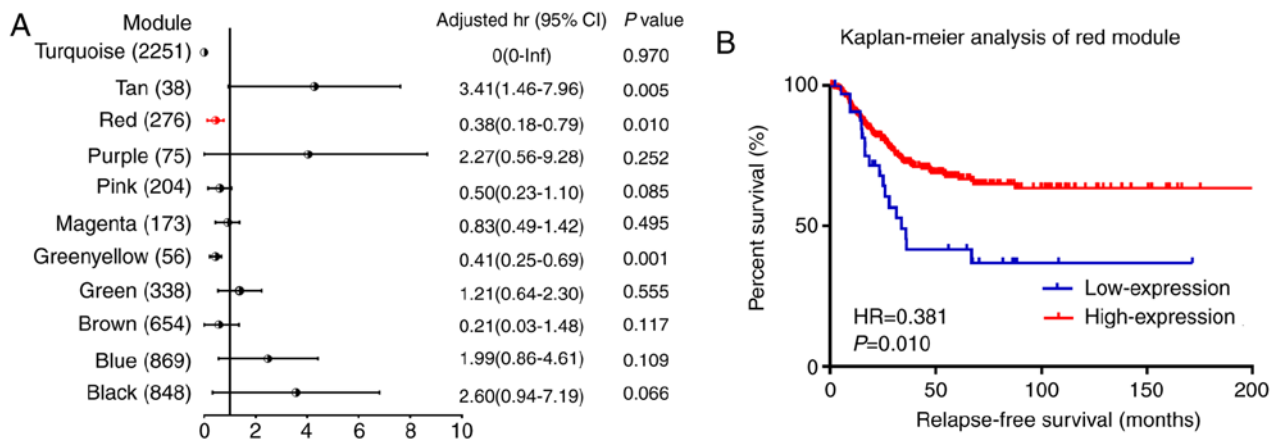 A
Module Adjusted hr (95% CI) P value
Turquoise (2251) 0(0-Inf) 0.970
Tan (38) 3.41(1.46-7.96) 0.005
Red (276) 0.38(0.18-0.79) 0.010
Purple (75) 2.27(0.56-9.28) 0.252
Pink (204) 0.50(0.23-1.10) 0.085
Magenta (173) 0.83(0.49-1.42) 0.495
Greenyellow (56) 0.41(0.25-0.69) 0.001
Green (338) 1.21(0.64-2.30) 0.555
Brown (654) 0.21(0.03-1.48) 0.117
Blue (869) 1.99(0.86-4.61) 0.109
Black (848) 2.60(0.94-7.19) 0.066
0 2 4 6 8 10
B
Kaplan-meier analysis of red module
Percent survival (%)
100
50
0
Low-expression
High-expression
HR=0.381
P=0.010
0 50 100 150 200
Relapse-free survival (months)